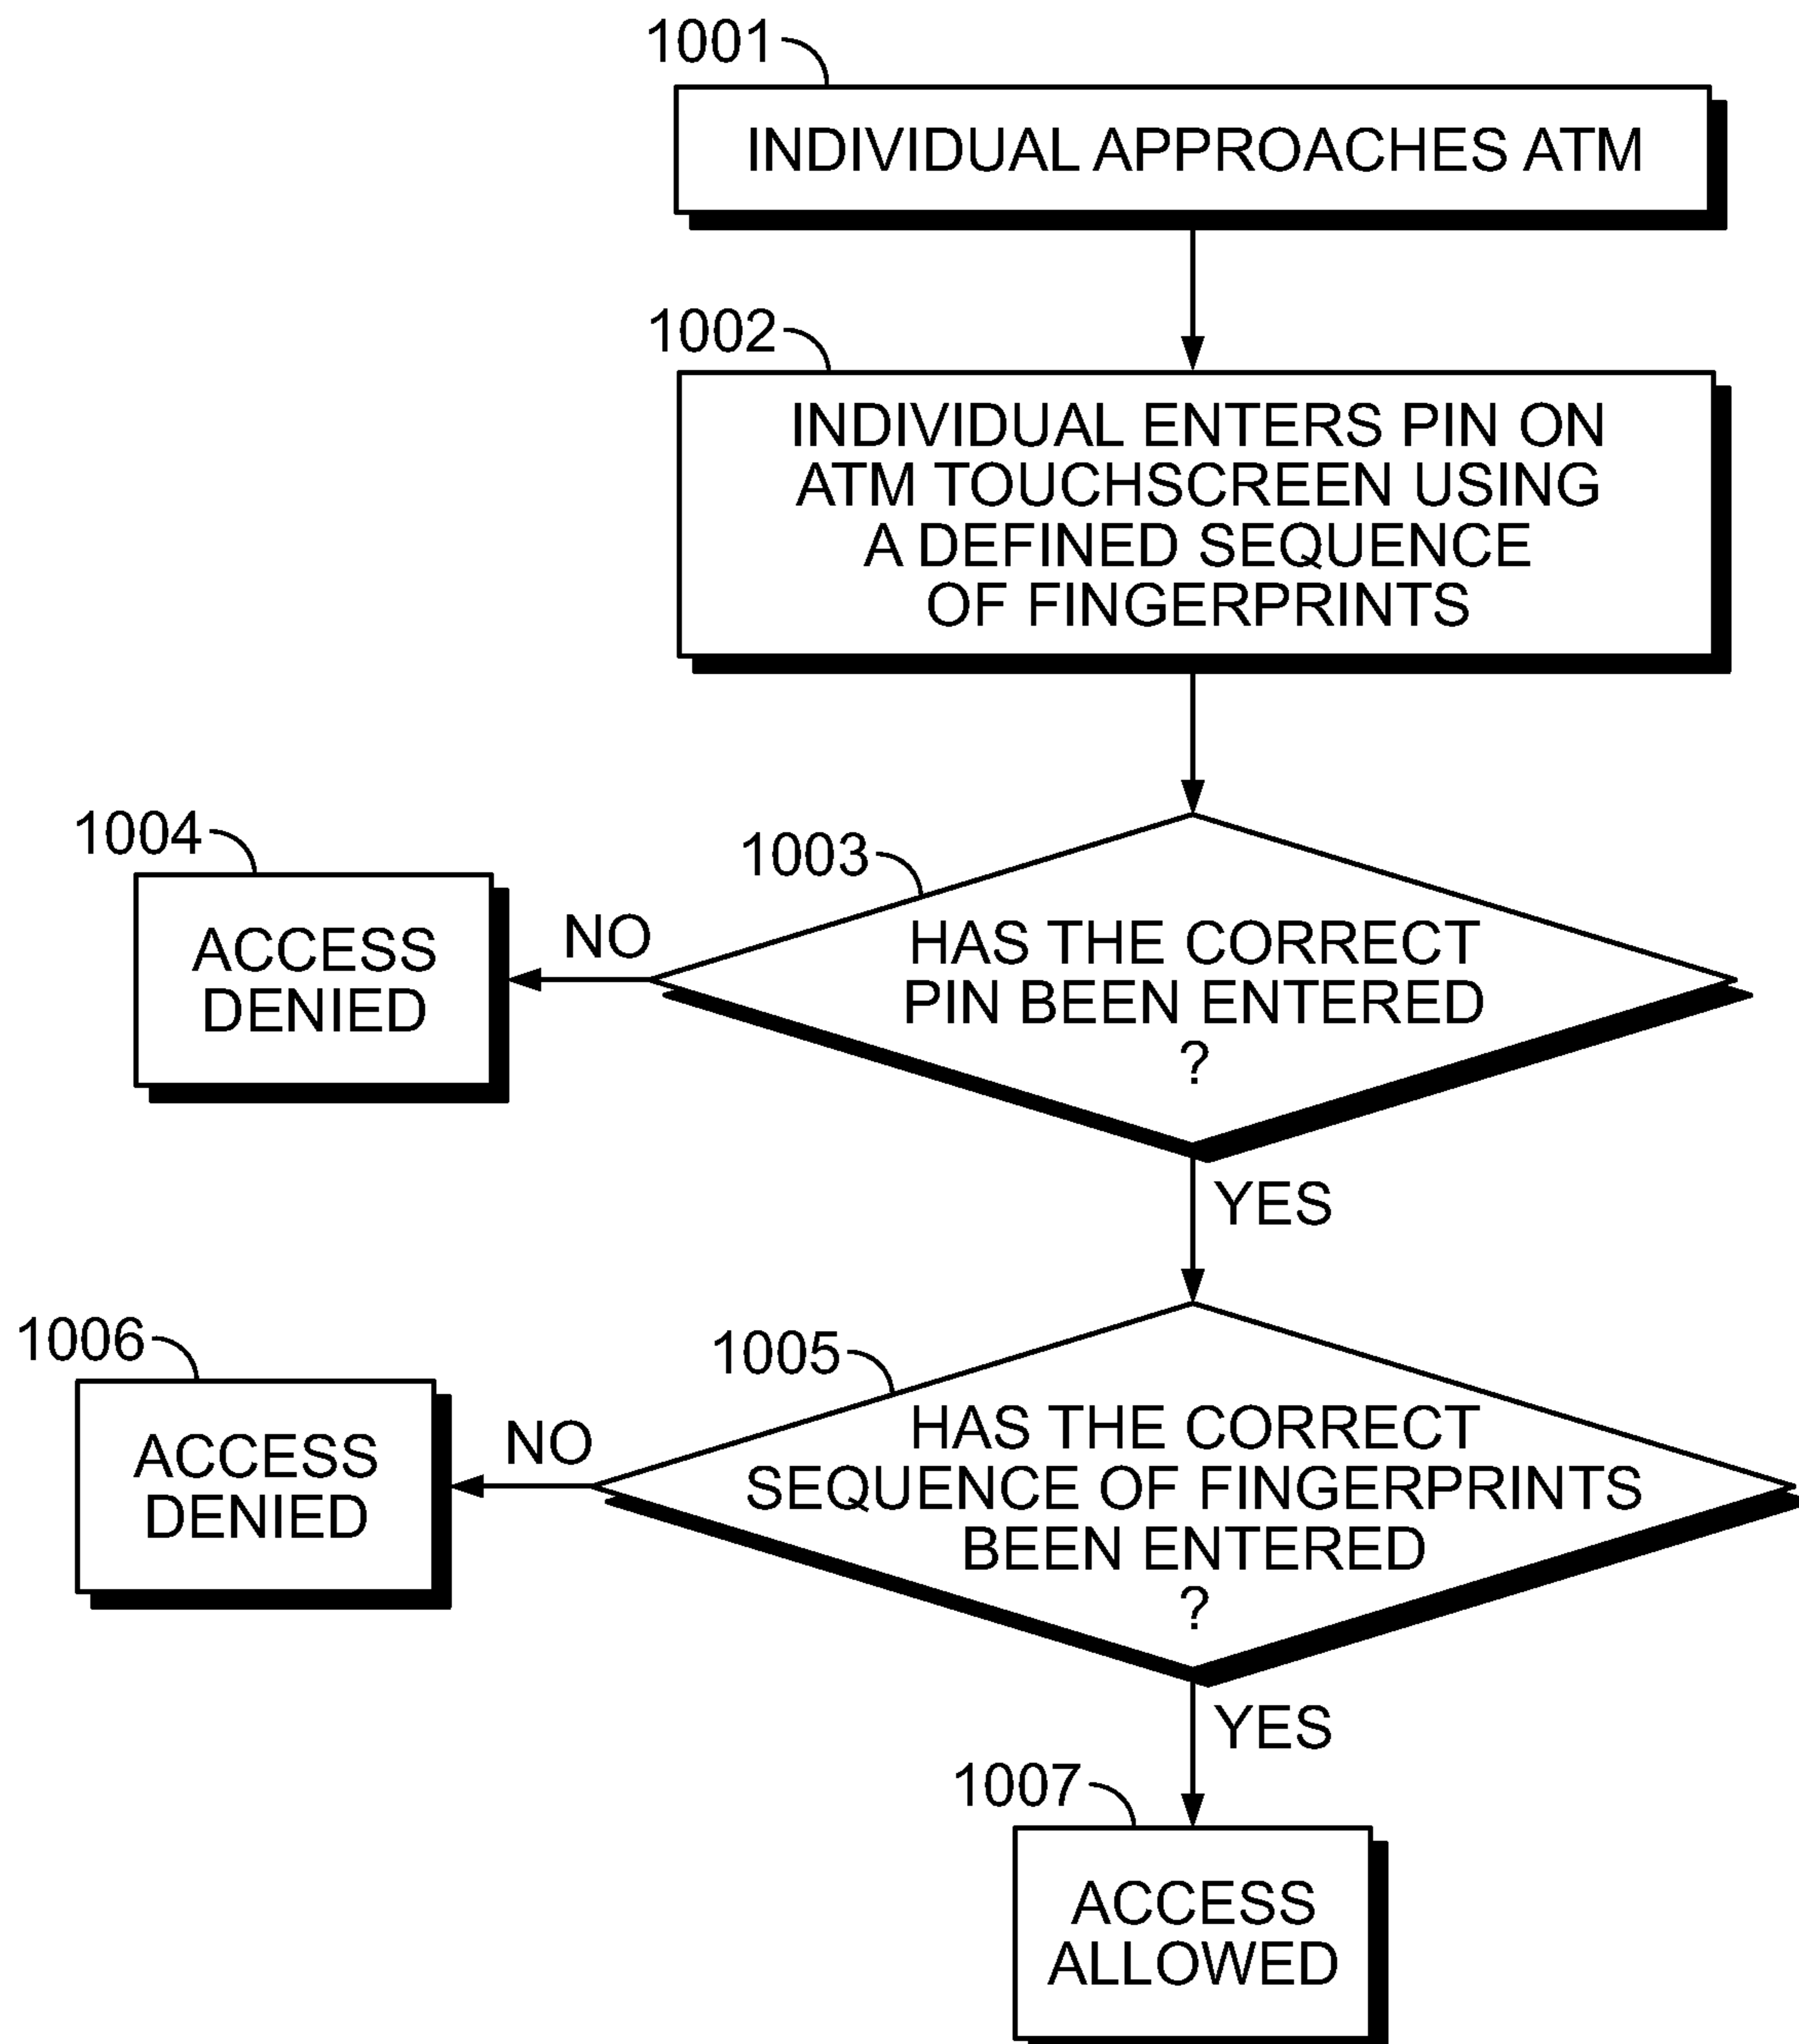 1001
INDIVIDUAL APPROACHES ATM
1002
INDIVIDUAL ENTERS PIN ON
ATM TOUCHSCREEN USING
A DEFINED SEQUENCE
OF FINGERPRINTS
1003
HAS THE CORRECT
PIN BEEN ENTERED
?
NO
1004
ACCESS
DENIED
YES
1005
HAS THE CORRECT
SEQUENCE OF FINGERPRINTS
BEEN ENTERED
?
NO
1006
ACCESS
DENIED
YES
1007
ACCESS
ALLOWED